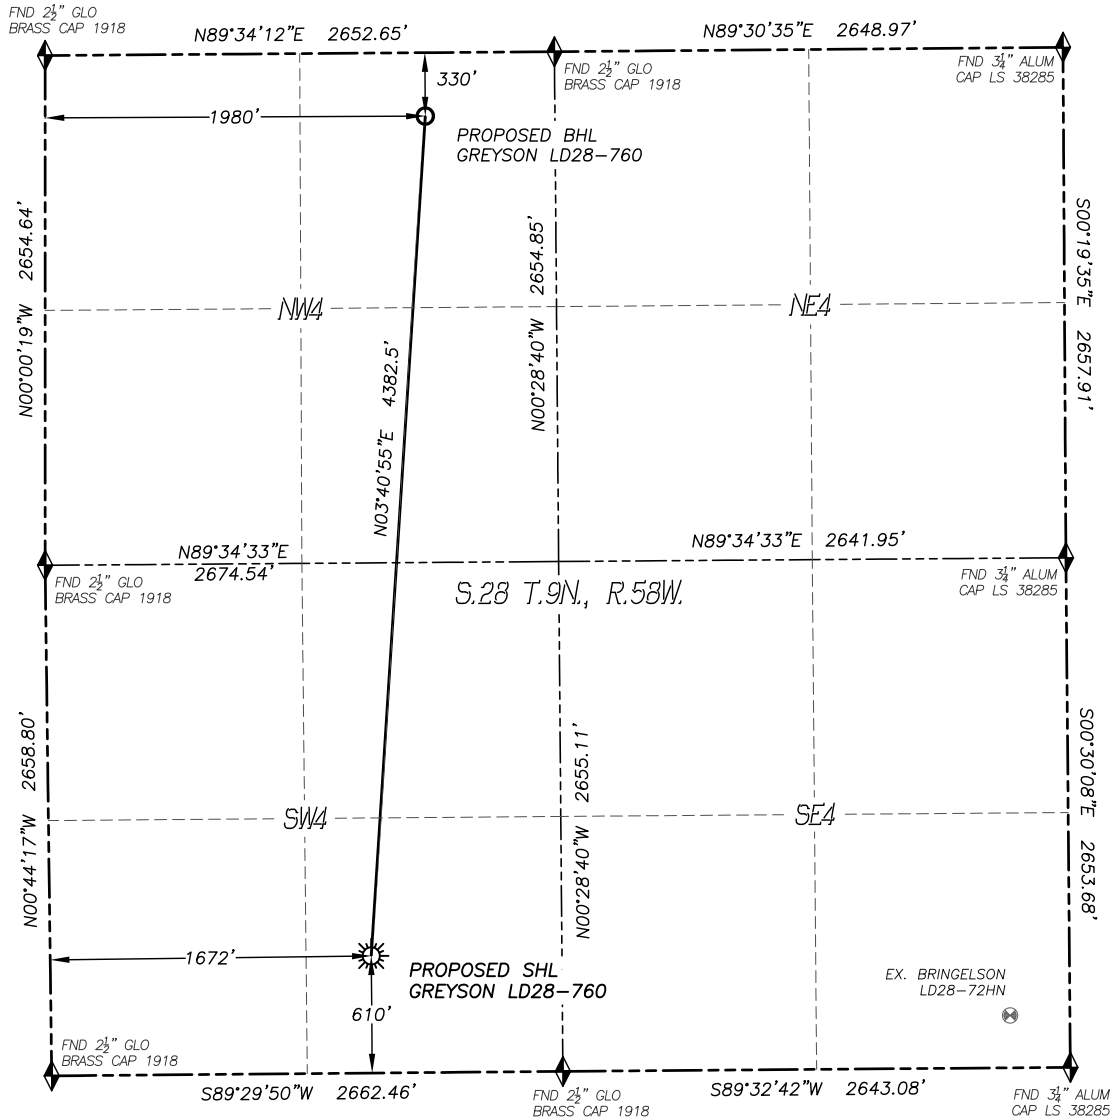 FND 2½" GLO
BRASS CAP 1918
N89°34'12"E 2652.65'
N89°30'35"E 2648.97'
FND 2½" GLO
BRASS CAP 1918
FND 3¼" ALUM
CAP LS 38285
330'
1980'
PROPOSED BHL
GREYSON LD28-760
N00°00'19"W 2654.64'
N00°28'40"W 2654.85'
S00°19'35"E 2657.91'
NW4
NE4
N03°40'55"E 4382.5'
N89°34'33"E
2674.54'
N89°34'33"E 2641.95'
FND 2½" GLO
BRASS CAP 1918
FND 3¼" ALUM
CAP LS 38285
S.28 T.9N., R.58W.
N00°44'17"W 2658.80'
N00°28'40"W 2655.11'
S00°30'08"E 2653.68'
SW4
SE4
1672'
PROPOSED SHL
GREYSON LD28-760
610'
EX. BRINGELSON
LD28-72HN
FND 2½" GLO
BRASS CAP 1918
S89°29'50"W 2662.46'
FND 2½" GLO
BRASS CAP 1918
S89°32'42"W 2643.08'
FND 3¼" ALUM
CAP LS 38285